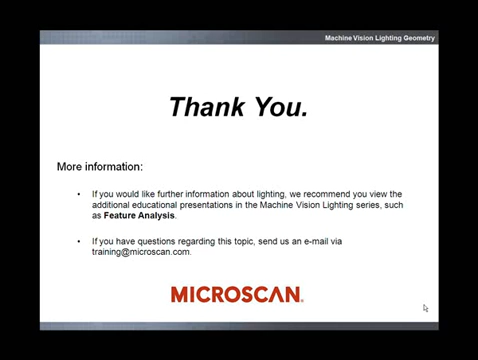 Machine Vision Lighting Geometry
Thank You.
More information:
• If you would like further information about lighting, we recommend you view the
additional educational presentations in the Machine Vision Lighting series, such
as Feature Analysis.
• If you have questions regarding this topic, send us an e-mail via
training@microscan.com.
MICROSCAN